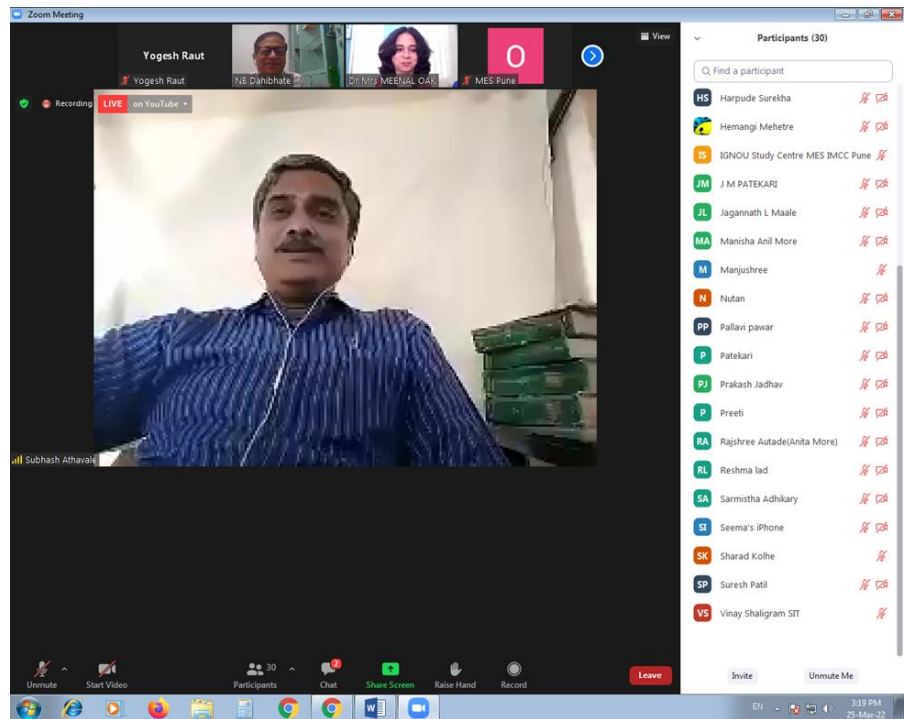 Zoom Meeting
Yogesh Raut
Yogesh Raut
NB Dahibhate
Dr Mrs MEENAL OAK
O
MES Pune
View
Recording
LIVE on YouTube
Subhash Athavale
Participants (30)
Find a participant
HS Harpude Surekha
Hemangi Mehetre
IS IGNOU Study Centre MES IMCC Pune
JM J M PATEKARI
JL Jagannath L Maale
MA Manisha Anil More
M Manjushree
N Nutan
PP Pallavi pawar
P Patekari
PJ Prakash Jadhav
P Preeti
RA Rajshree Autade(Anita More)
RL Reshma lad
SA Sarmistha Adhikary
SI Seema's iPhone
SK Sharad Kolhe
SP Suresh Patil
VS Vinay Shaligram SIT
Unmute
Start Video
30
Participants
2
Chat
Share Screen
Raise Hand
Record
Leave
Invite
Unmute Me
EN
3:19 PM
25-Mar-22